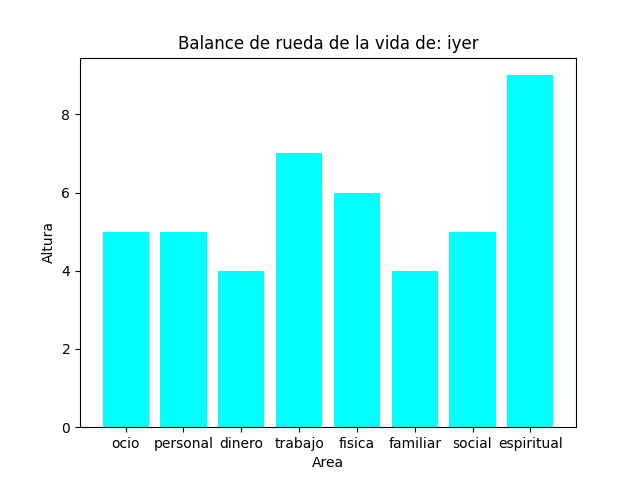 Balance de rueda de la vida de: iyer
8
6
4
2
0
Altura
ocio personal dinero trabajo fisica familiar social espiritual
Area